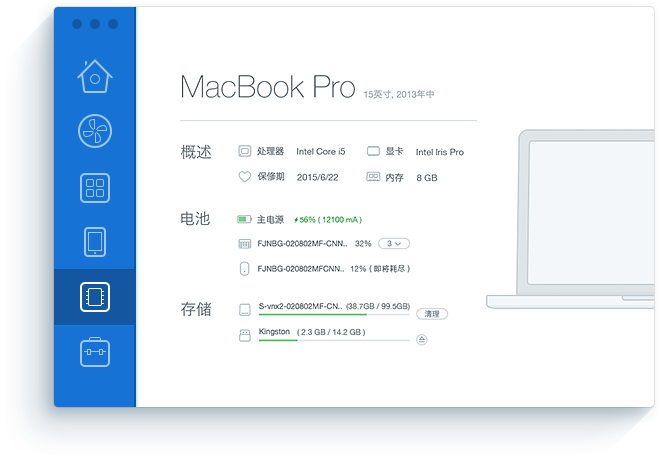 MacBook Pro 15英寸, 2013年中
概述 处理器 Intel Core i5 显卡 Intel Iris Pro
保修期 2015/6/22 内存 8 GB
电池 主电源 56% ( 12100 mA )
FJNBG-020802MF-CNN.. 32% 3
FJNBG-020802MFCNN.. 12% ( 即将耗尽 )
存储 S-vnx2-020802MF-CN.. (38.7GB / 99.5GB) 清理
Kingston ( 2.3 GB / 14.2 GB )